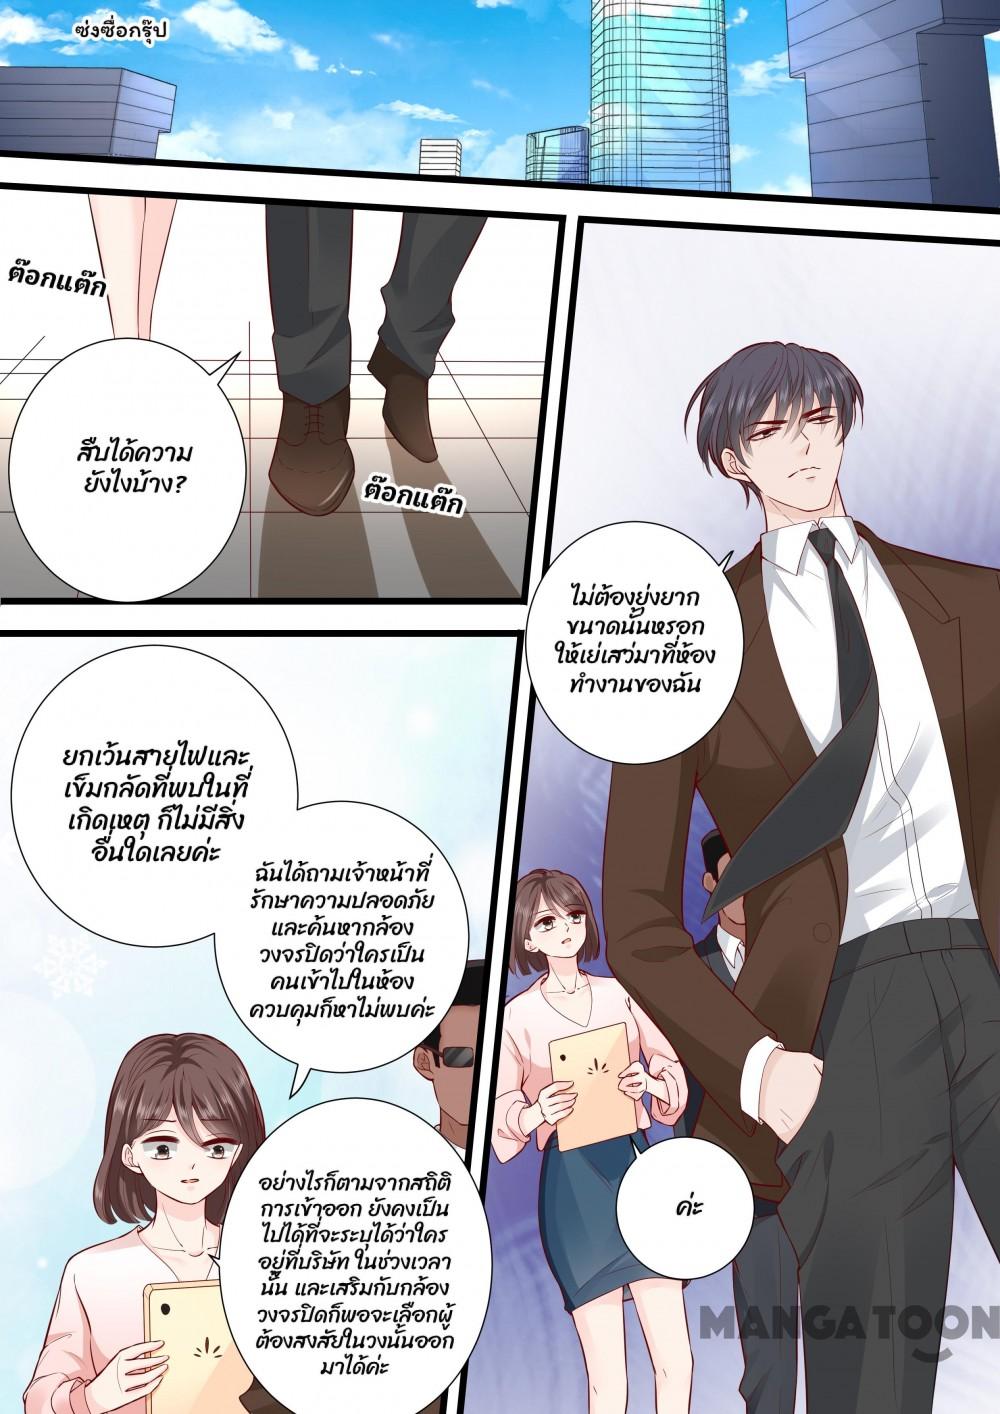 ซ่งซื่อกรุ๊ป
ต๊อกแต๊ก
สืบได้ความ
ยังไงบ้าง?
ต๊อกแต๊ก
ยกเว้นสายไฟและ
เข็มกลัดที่พบในที่
เกิดเหตุ ก็ไม่มีสิ่ง
อื่นใดเลยค่ะ
ฉันได้ถามเจ้าหน้าที่
รักษาความปลอดภัย
และค้นหากล้อง
วงจรปิดว่าใครเป็น
คนเข้าไปในห้อง
ควบคุมก็หาไม่พบค่ะ
อย่างไรก็ตามจากสถิติ
การเข้าออก ยังคงเป็น
ไปได้ที่จะระบุได้ว่าใคร
อยู่ที่บริษัท ในช่วงเวลา
นั้น และเสริมกับกล้อง
วงจรปิดก็พอจะเลือกผู้
ต้องสงสัยในวงนั้นออก
มาได้ค่ะ
ไม่ต้องยุ่งยาก
ขนาดนั้นหรอก
ให้เย่เสว่มาที่ห้อง
ทำงานของฉัน
ค่ะ
MANGATOON